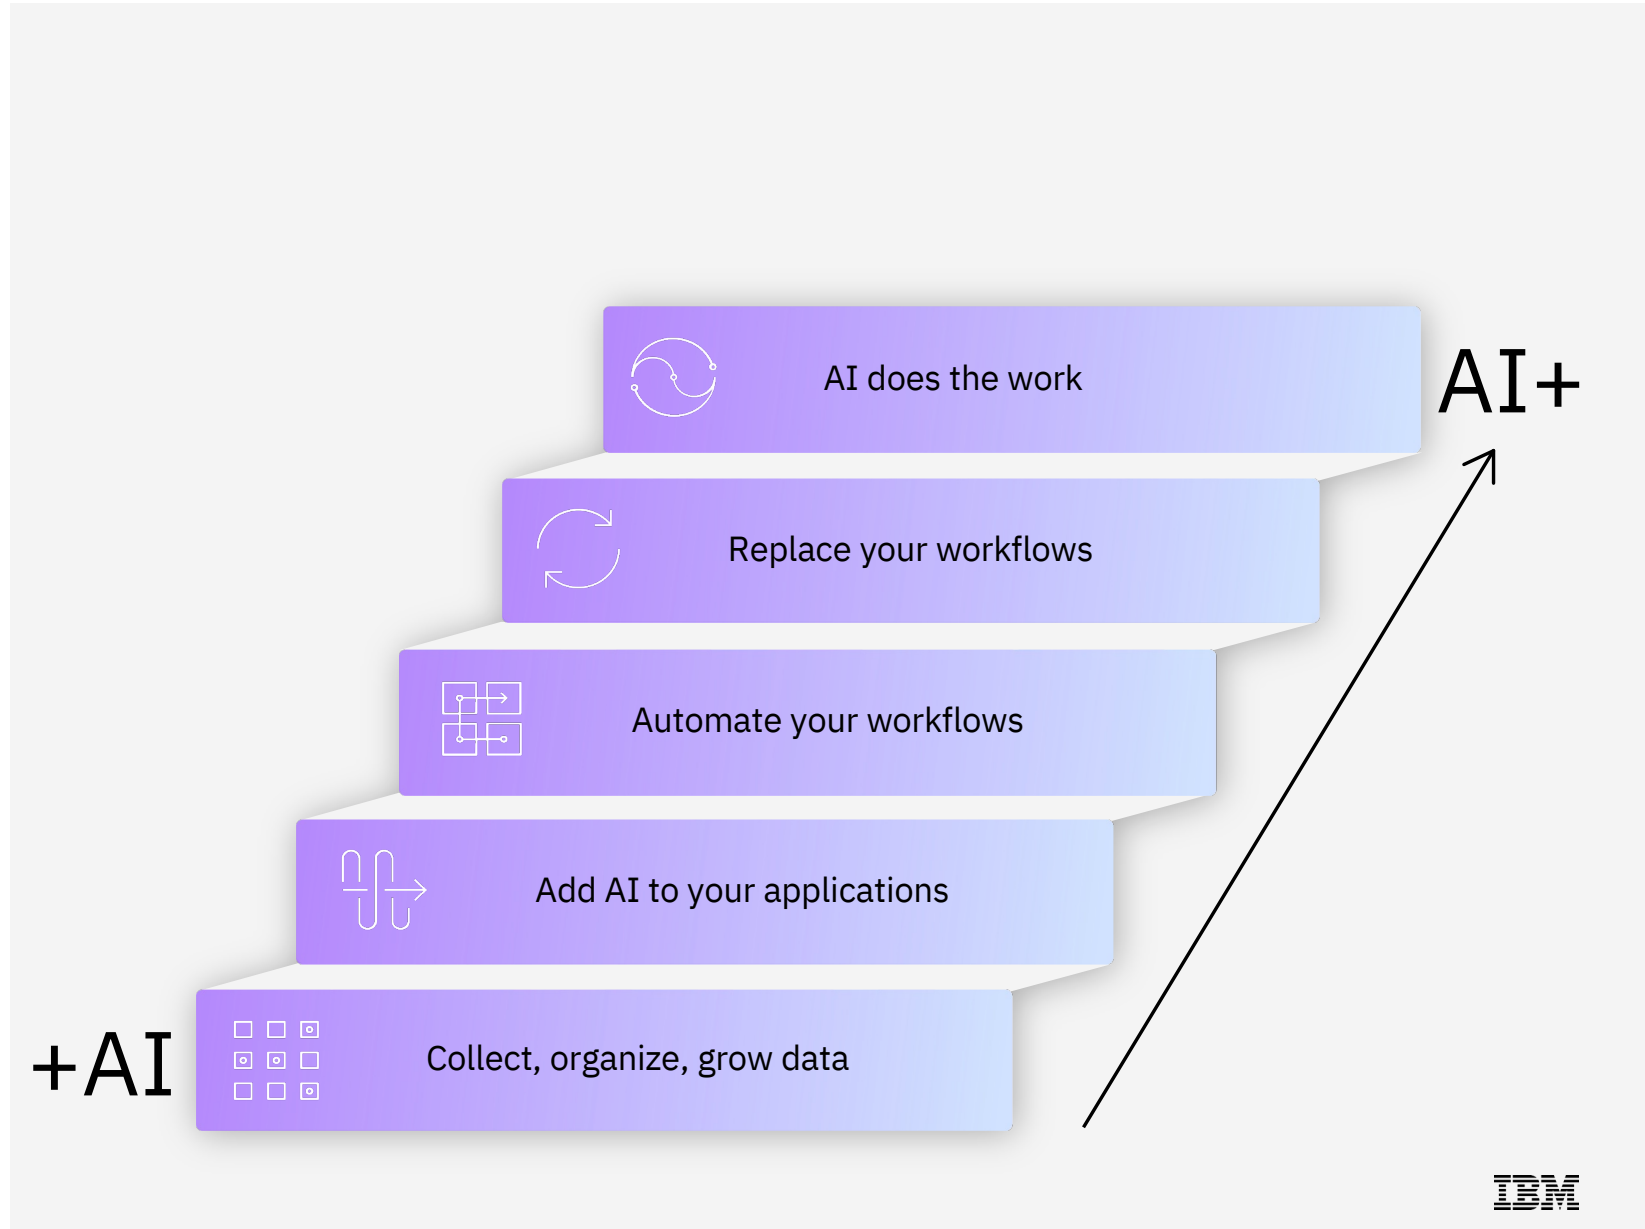 AI does the work
AI+
Replace your workflows
Automate your workflows
Add AI to your applications
+AI
Collect, organize, grow data
IBM